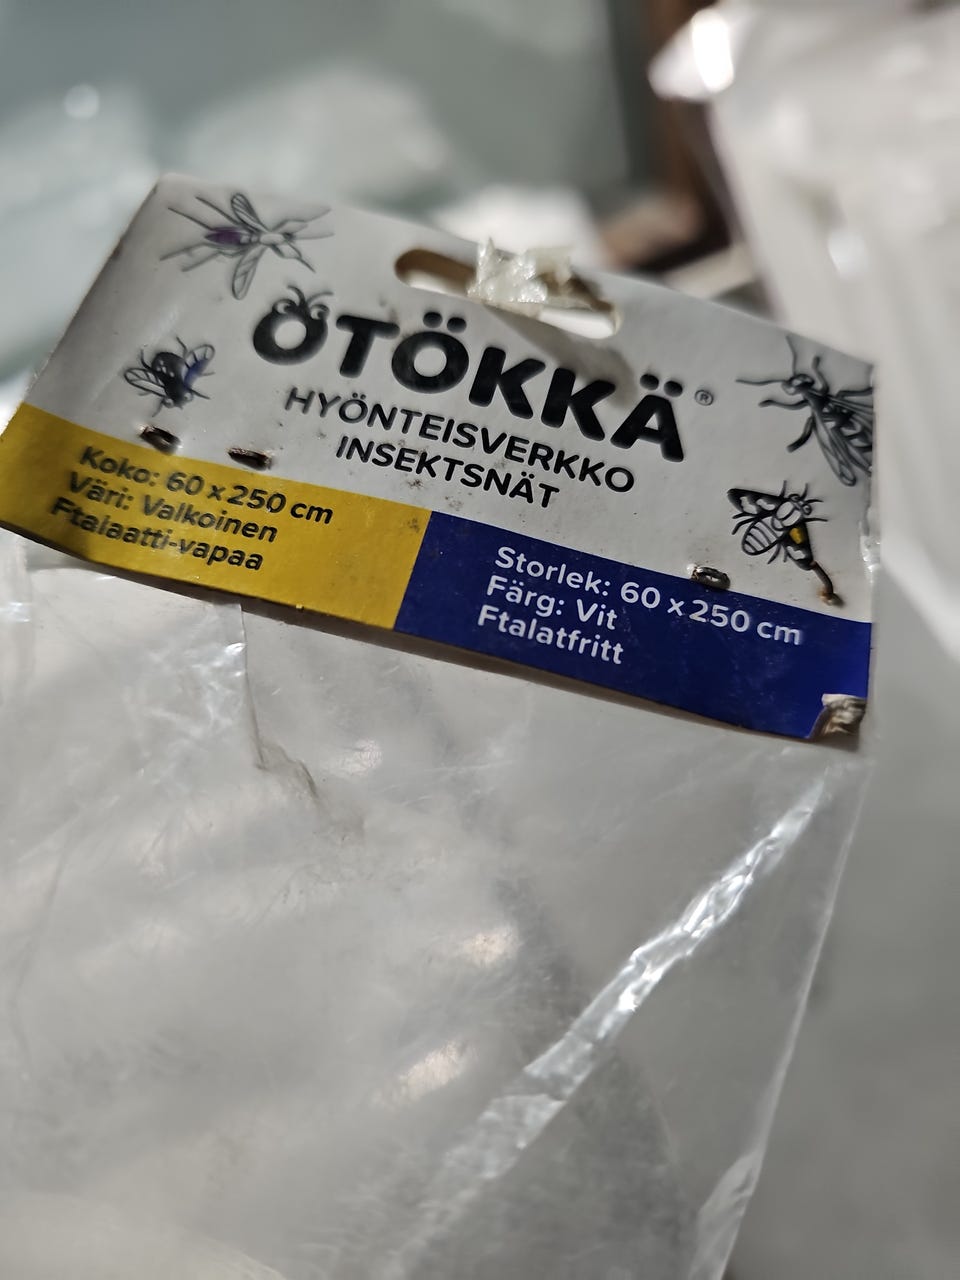 ÖTÖKKÄ®
HYÖNTEISVERKKO
INSEKTSNÄT
Koko: 60 x 250 cm
Väri: Valkoinen
Ftalaatti-vapaa
Storlek: 60 x 250 cm
Färg: Vit
Ftalatfritt